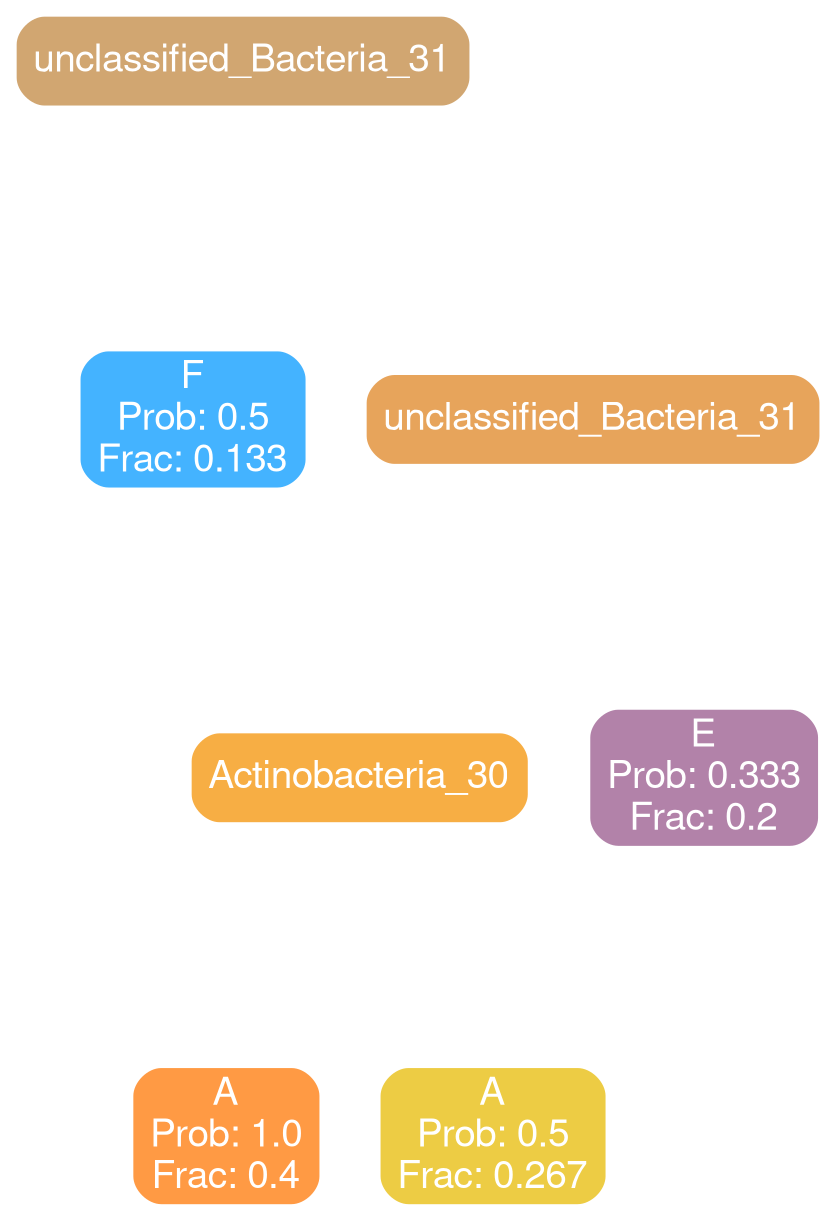 unclassified_Bacteria_31
F
Prob: 0.5
Frac: 0.133
unclassified_Bacteria_31
Actinobacteria_30
E
Prob: 0.333
Frac: 0.2
A
Prob: 1.0
Frac: 0.4
A
Prob: 0.5
Frac: 0.267